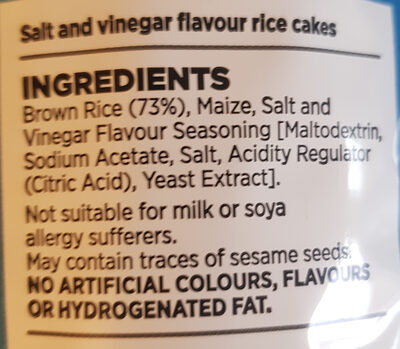 Salt and vinegar flavour rice cakes
INGREDIENTS
Brown Rice (73%), Maize, Salt and
Vinegar Flavour Seasoning [Maltodextrin,
Sodium Acetate, Salt, Acidity Regulator
(Citric Acid), Yeast Extract].
Not suitable for milk or soya
allergy sufferers.
May contain traces of sesame seeds.
NO ARTIFICIAL COLOURS, FLAVOURS
OR HYDROGENATED FAT.